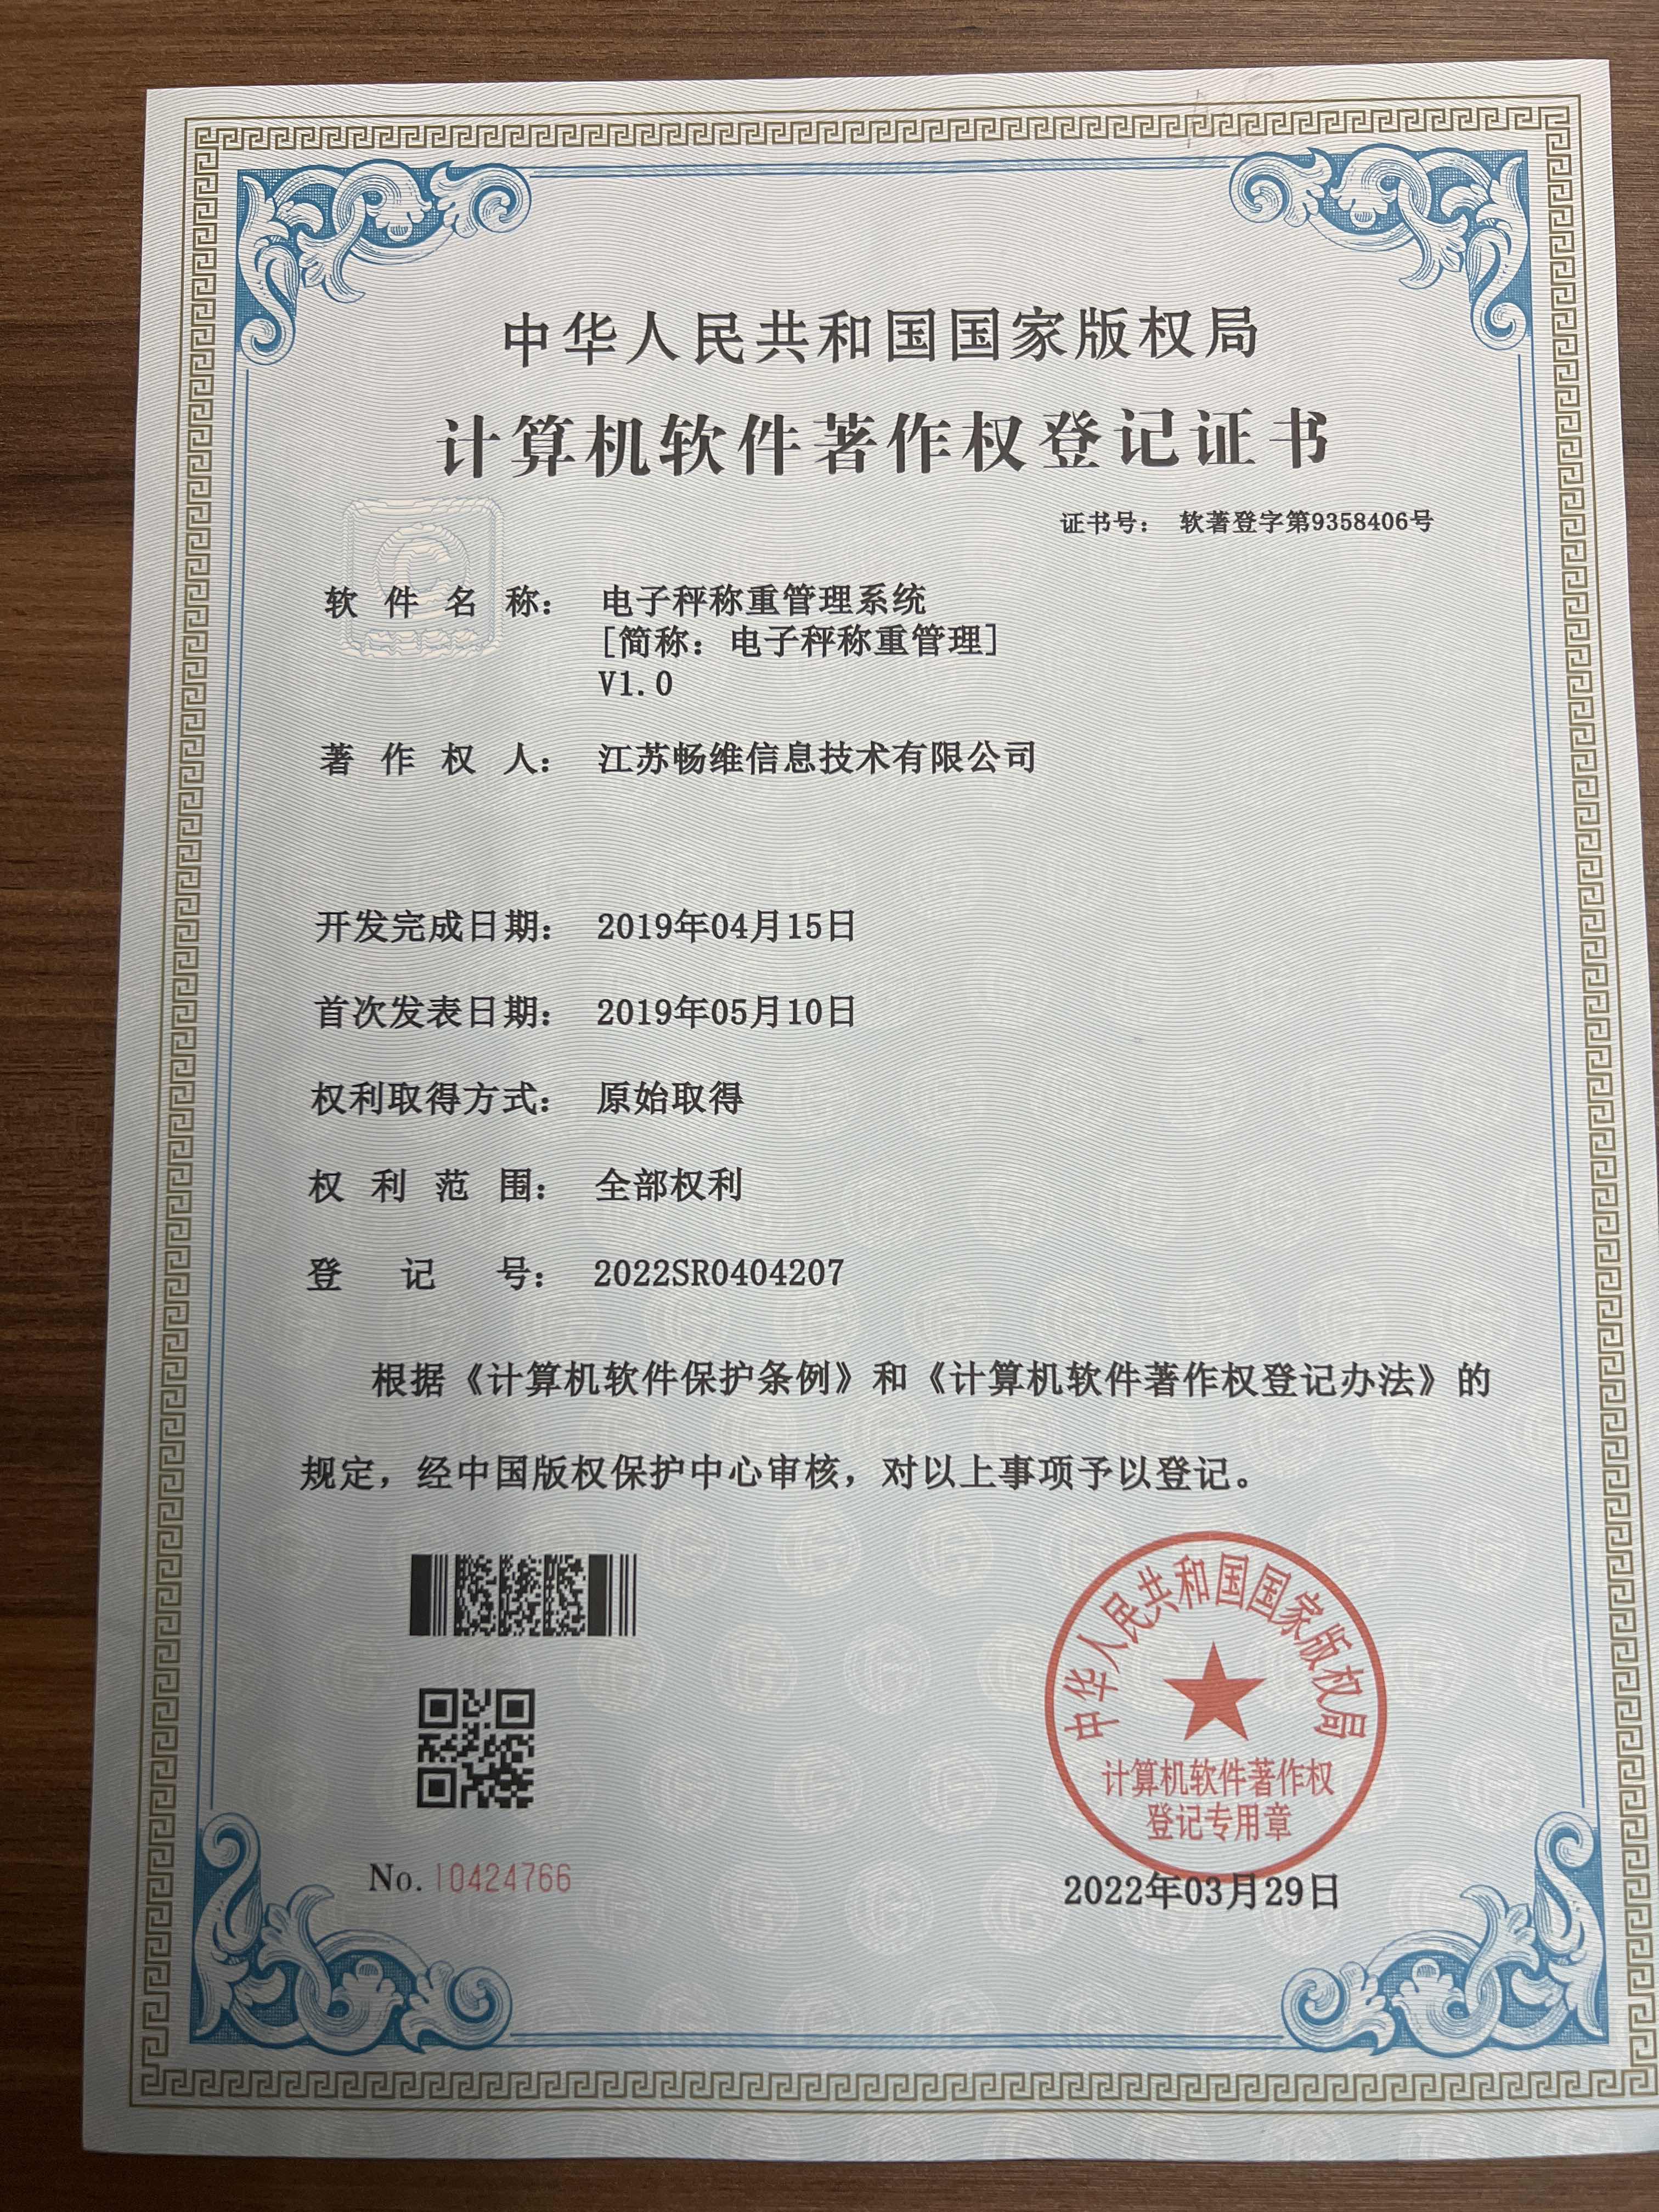 中华人民共和国国家版权局
计算机软件著作权登记证书
证书号： 软著登字第9358406号
软件名称： 电子秤称重管理系统
[简称：电子秤称重管理]
V1.0
著作权人： 江苏畅维信息技术有限公司
开发完成日期： 2019年04月15日
首次发表日期： 2019年05月10日
权利取得方式： 原始取得
权利范围： 全部权利
登记号： 2022SR0404207
根据《计算机软件保护条例》和《计算机软件著作权登记办法》的
规定，经中国版权保护中心审核，对以上事项予以登记。
中华人民共和国国家版权局
计算机软件著作权
登记专用章
No. 10424766
2022年03月29日